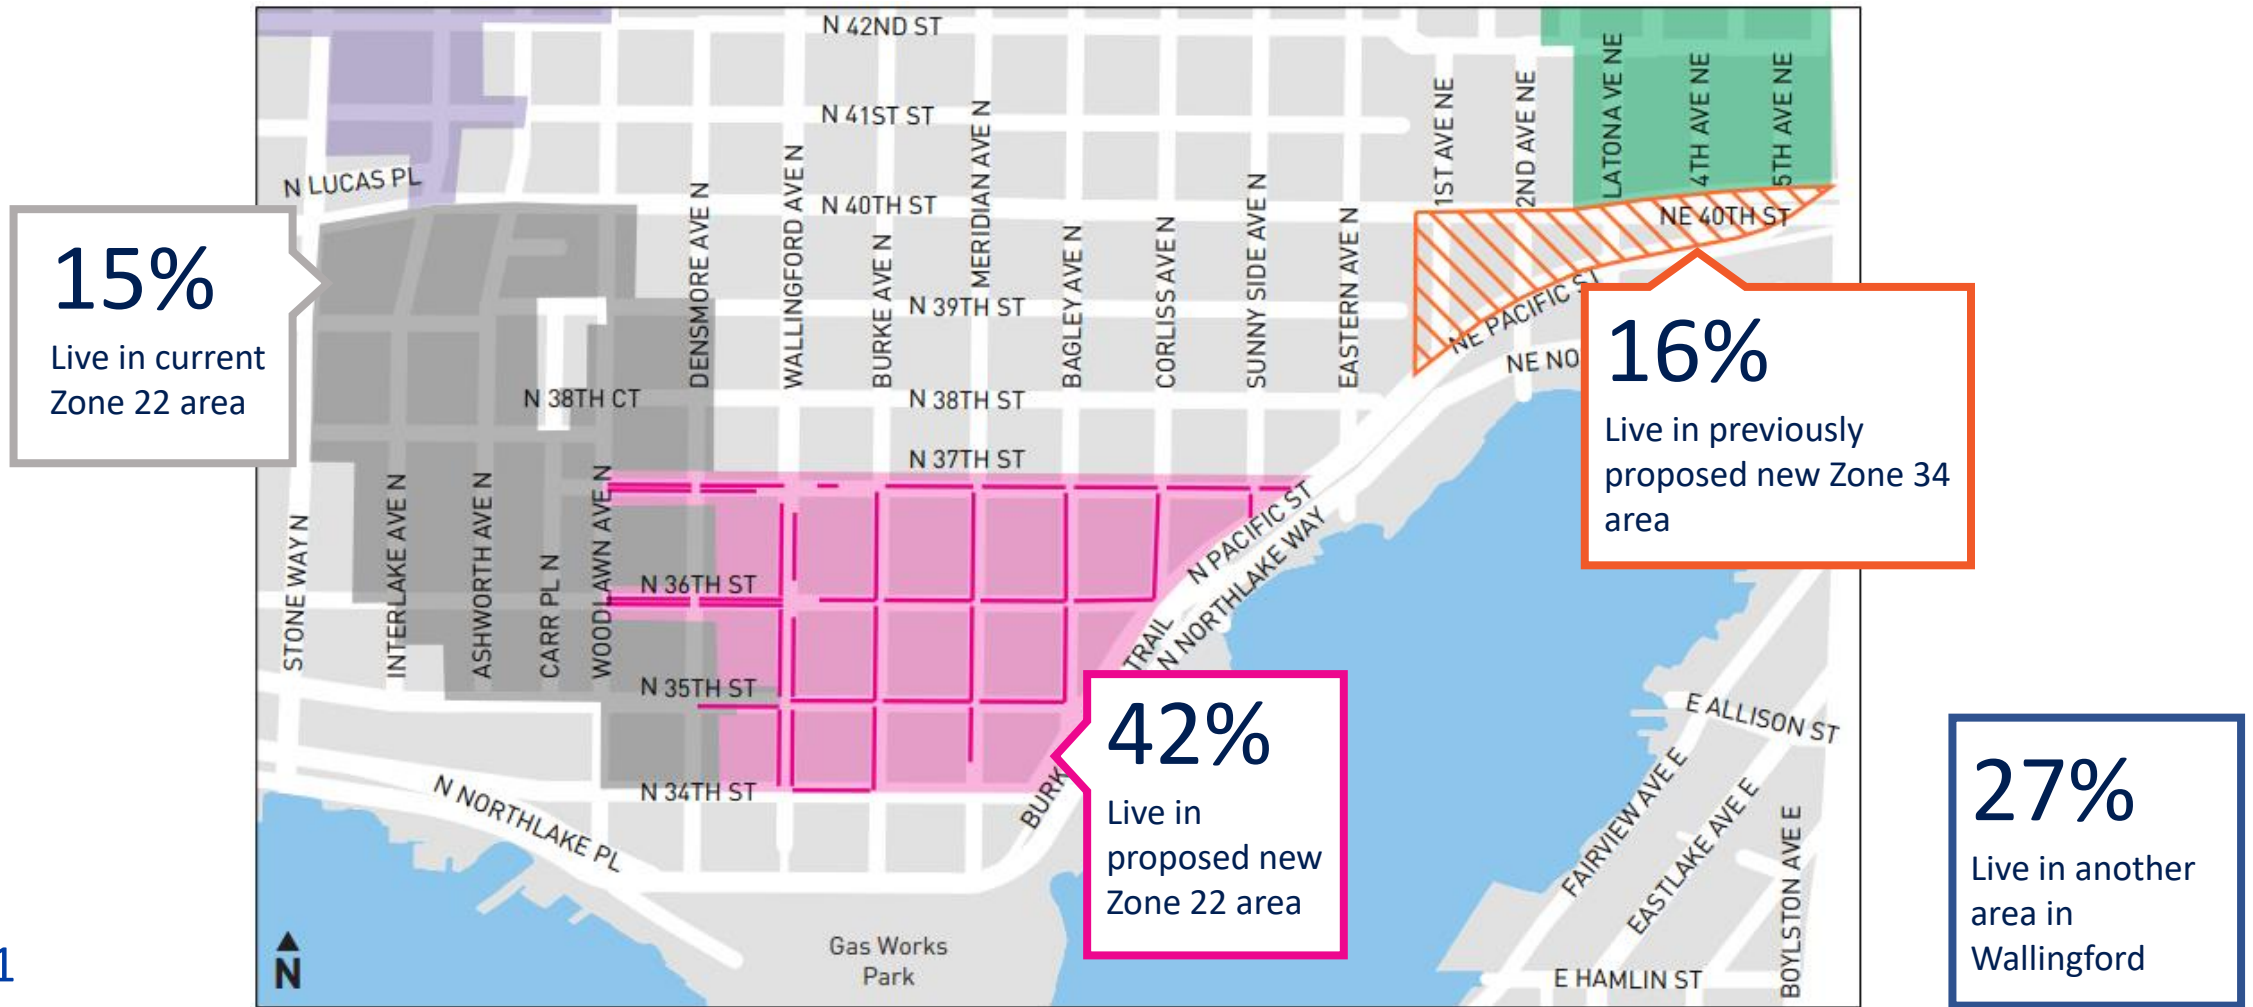 N 42ND ST
N 41ST ST
N LUCAS PL
N 40TH ST
NE 40TH ST
N 39TH ST
N 38TH CT
N 38TH ST
N 37TH ST
N 36TH ST
N 35TH ST
N 34TH ST
STONE WAY N
INTERLAKE AVE N
ASHWORTH AVE N
CARR PL N
WOODLAWN AVE N
DENSMORE AVE N
WALLINGFORD AVE N
BURKE AVE N
MERIDIAN AVE N
BAGLEY AVE N
CORLISS AVE N
SUNNY SIDE AVE N
EASTERN AVE N
1ST AVE NE
2ND AVE NE
LATONA VE NE
4TH AVE NE
5TH AVE NE
NE PACIFIC ST
NE NO
N PACIFIC ST
N NORTHLAKE WAY
BURK
TRAIL
N NORTHLAKE PL
Gas Works
Park
E ALLISON ST
FAIRVIEW AVE E
EASTLAKE AVE E
BOYLSTON AVE E
E HAMLIN ST
N
15%
Live in current
Zone 22 area
16%
Live in previously
proposed new Zone 34
area
42%
Live in
proposed new
Zone 22 area
27%
Live in another
area in
Wallingford
1